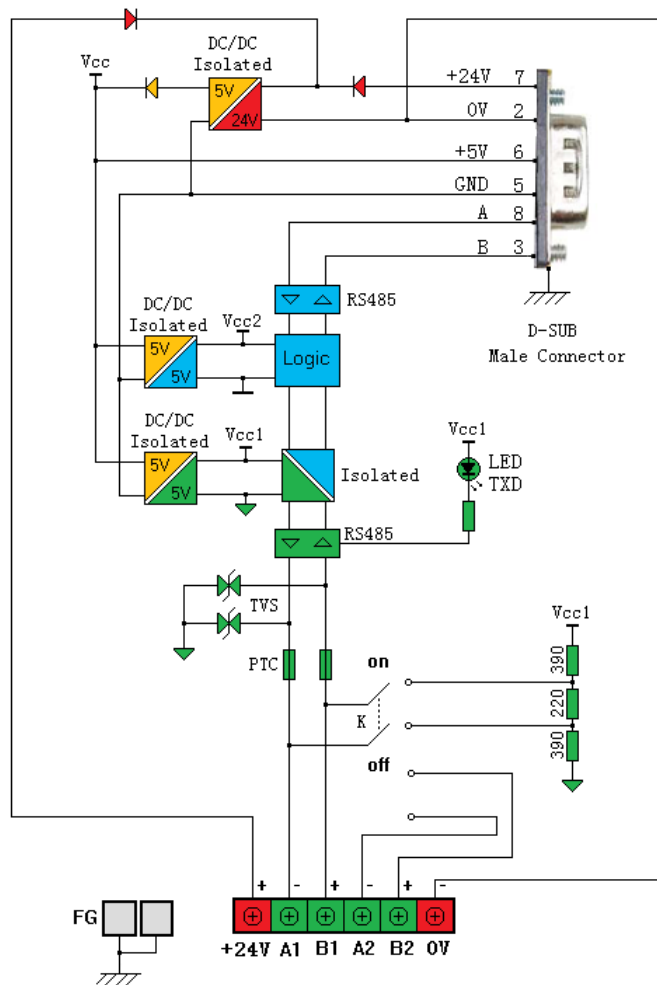 DC/DC
Isolated
Vcc
5V
24V
+24V 7
0V 2
+5V 6
GND 5
A 8
B 3
RS485
D-SUB
Male Connector
DC/DC
Isolated
Vcc2
5V
5V
Logic
DC/DC
Isolated
Vcc1
5V
5V
Isolated
Vcc1
LED
TXD
RS485
TVS
Vcc1
PTC
on
390
K
220
off
390
+ - + - + -
FG
+24V A1 B1 A2 B2 0V